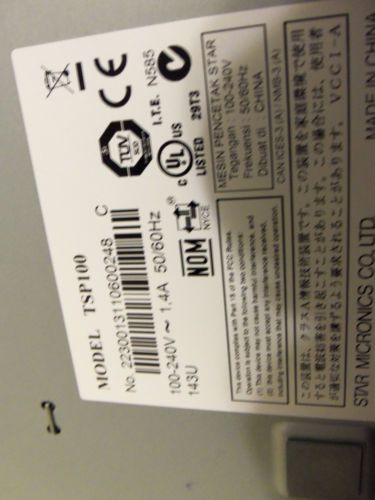 MODEL TSP100
No. 2230013110600248 C
100-240V ~ 1,4A 50/60Hz
143U
TÜV
I.T.E. N585
C UL US
LISTED 29T3
NOM
NYCE
MESIN PENCETAK STAR
Tegangan : 100-240V
Frekuensi : 50/60Hz
Dibuat di : CHINA
CAN ICES-3 (A) / NMB-3 (A)
This device complies with Part 15 of the FCC Rules.
Operation is subject to the following two conditions:
(1) This device may not cause harmful interference, and
(2) this device must accept any interference received,
including interference that may cause undesired operation.
この装置は、クラスA情報技術装置です。この装置を家庭環境で使用
すると電波妨害を引き起こすことがあります。この場合には、使用者
が適切な対策を講ずるよう要求されることがあります。 VCCI-A
STAR MICRONICS CO.,LTD.
MADE IN CHINA